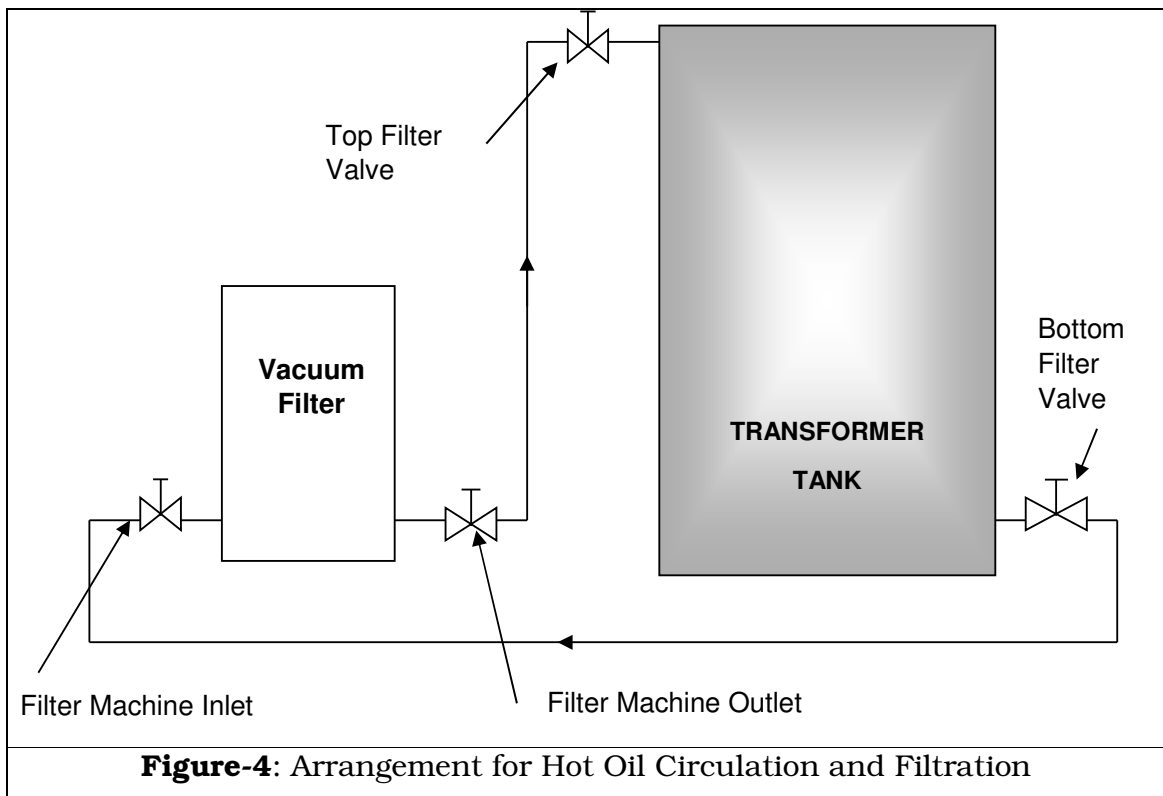 Top Filter
Valve
Vacuum
Filter
Bottom
Filter
Valve
TRANSFORMER
TANK
Filter Machine Inlet
Filter Machine Outlet
Figure-4: Arrangement for Hot Oil Circulation and Filtration